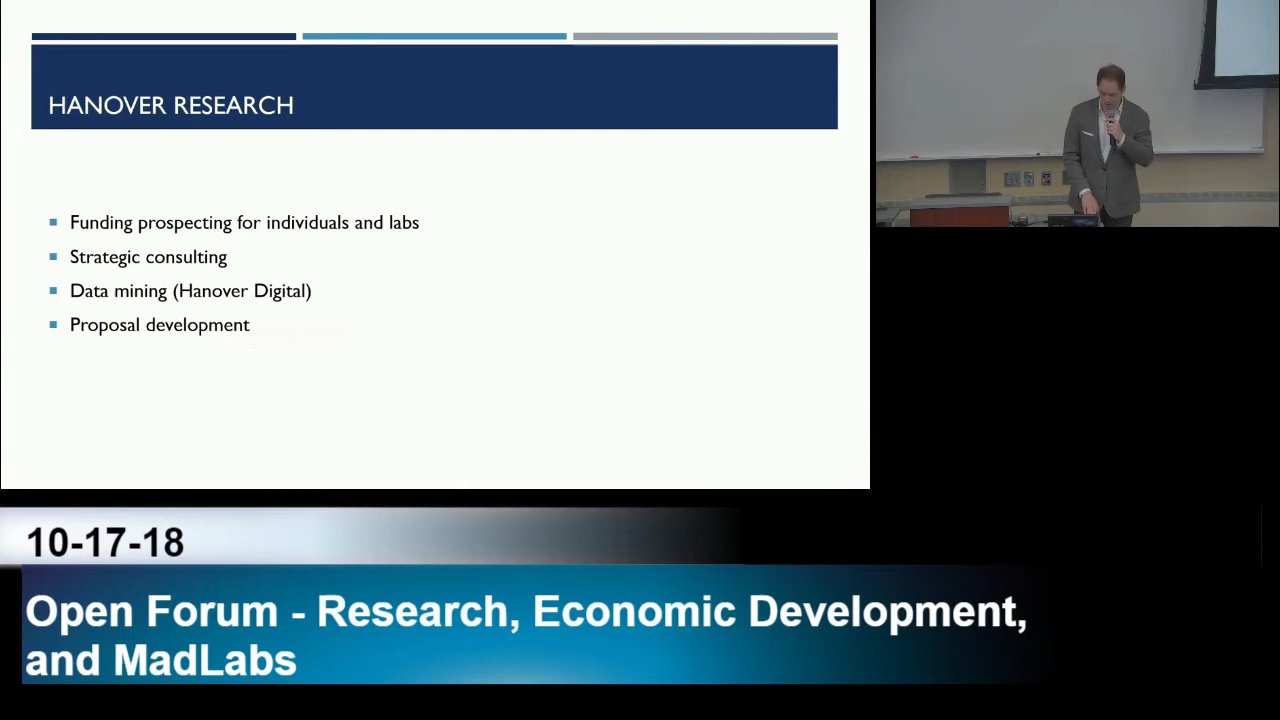 HANOVER RESEARCH
Funding prospecting for individuals and labs
Strategic consulting
Data mining (Hanover Digital)
Proposal development
10-17-18
Open Forum - Research, Economic Development,
and MadLabs